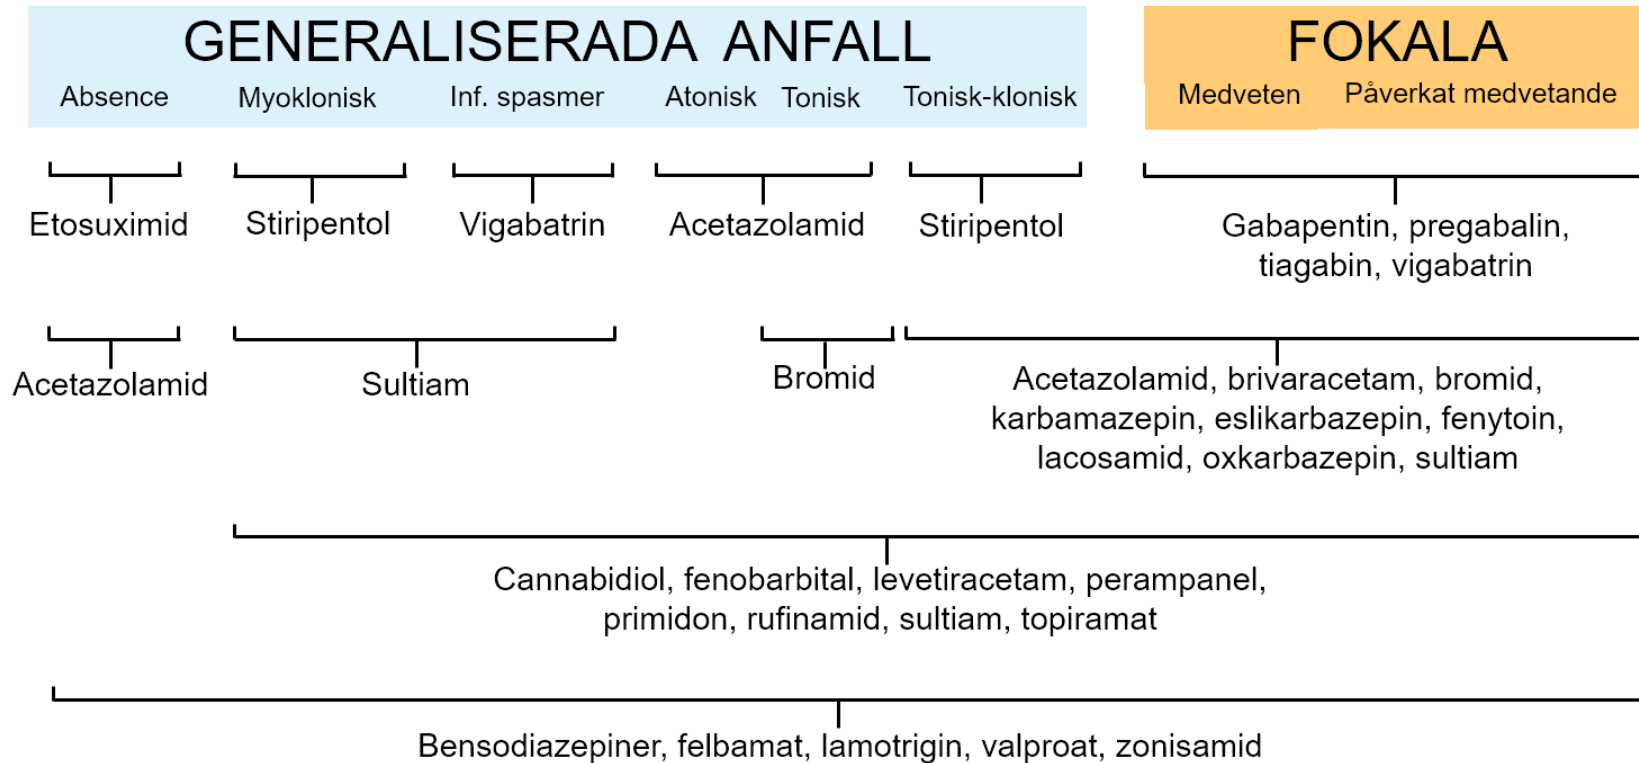 GENERALISERADA ANFALL
Absence Myoklonisk Inf. spasmer Atonisk Tonisk Tonisk-klonisk
FOKALA
Medveten Påverkat medvetande
Etosuximid Stiripentol Vigabatrin Acetazolamid Stiripentol
Gabapentin, pregabalin,
tiagabin, vigabatrin
Acetazolamid Sultiam Bromid
Acetazolamid, brivaracetam, bromid,
karbamazepin, eslikarbazepin, fenytoin,
lacosamid, oxkarbazepin, sultiam
Cannabidiol, fenobarbital, levetiracetam, perampanel,
primidon, rufinamid, sultiam, topiramat
Bensodiazepiner, felbamat, lamotrigin, valproat, zonisamid